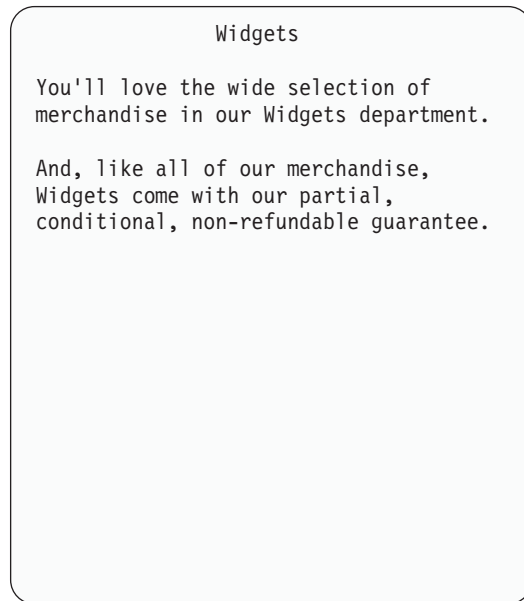 Widgets
You'll love the wide selection of
merchandise in our Widgets department.
And, like all of our merchandise,
Widgets come with our partial,
conditional, non-refundable guarantee.